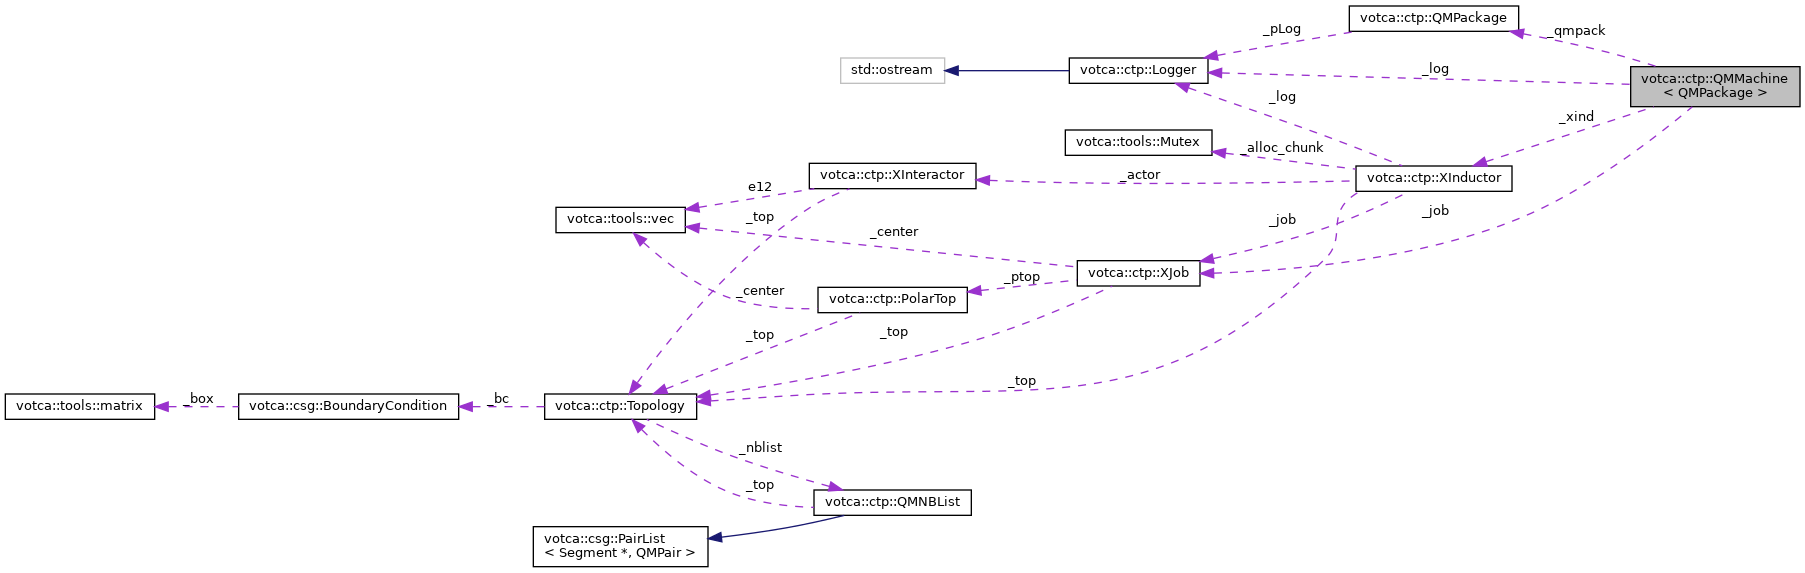 votca::ctp::QMPackage
_pLog
_qmpack
std::ostream
votca::ctp::Logger
_log
votca::ctp::QMMachine
< QMPackage >
_log
_xind
votca::tools::Mutex
_alloc_chunk
votca::ctp::XInteractor
_actor
votca::ctp::XInductor
e12
votca::tools::vec
_top
_job
_job
_center
votca::ctp::XJob
_ptop
_center
votca::ctp::PolarTop
_top
_top
_top
votca::tools::matrix
_box
votca::csg::BoundaryCondition
_bc
votca::ctp::Topology
_nblist
_top
votca::ctp::QMNBList
votca::csg::PairList
< Segment *, QMPair >